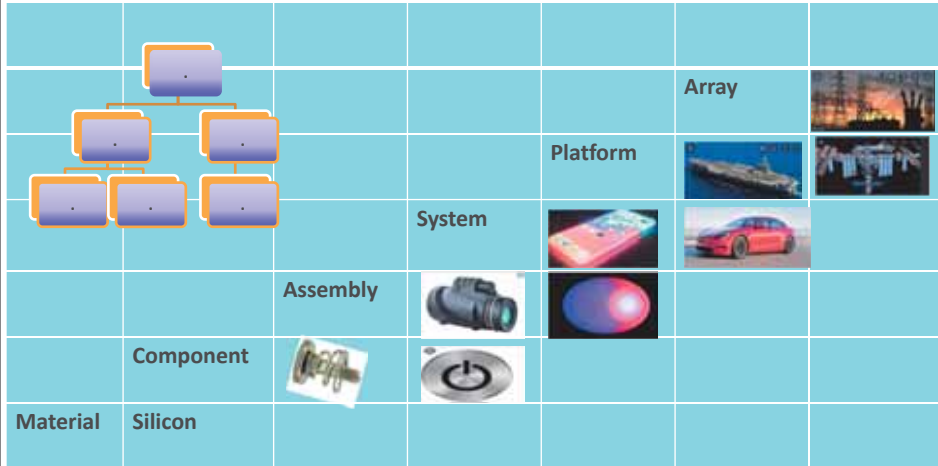 Array
Platform
System
Assembly
Component
Material Silicon